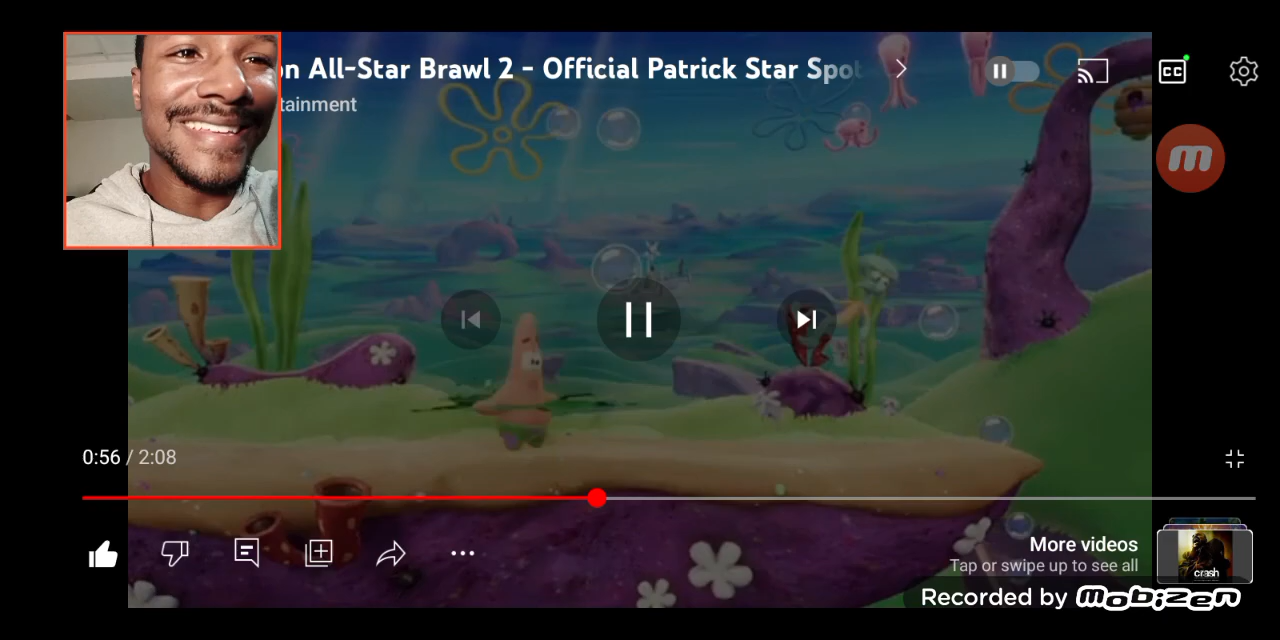 on All-Star Brawl 2 - Official Patrick Star Spot
tainment
CC
m
0:56 / 2:08
More videos
Tap or swipe up to see all
crash
Recorded by mobizen